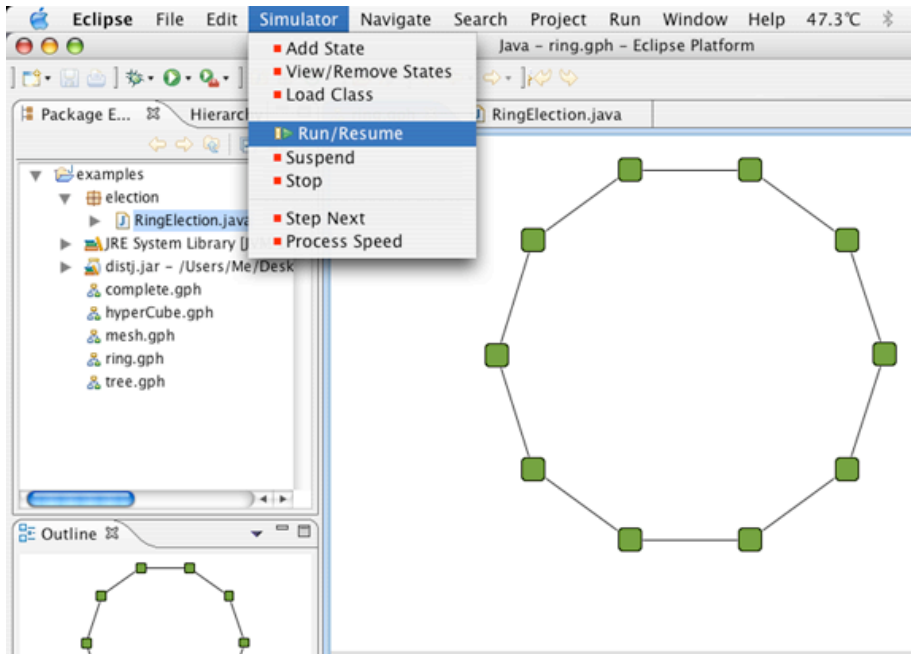 Eclipse File Edit Simulator Navigate Search Project Run Window Help 47.3℃
Java – ring.gph – Eclipse Platform
Add State
View/Remove States
Load Class
Run/Resume
Suspend
Stop
Step Next
Process Speed
Package E... Hierarc
RingElection.java
examples
election
RingElection.java
JRE System Library [
distj.jar – /Users/Me/Desk
complete.gph
hyperCube.gph
mesh.gph
ring.gph
tree.gph
Outline